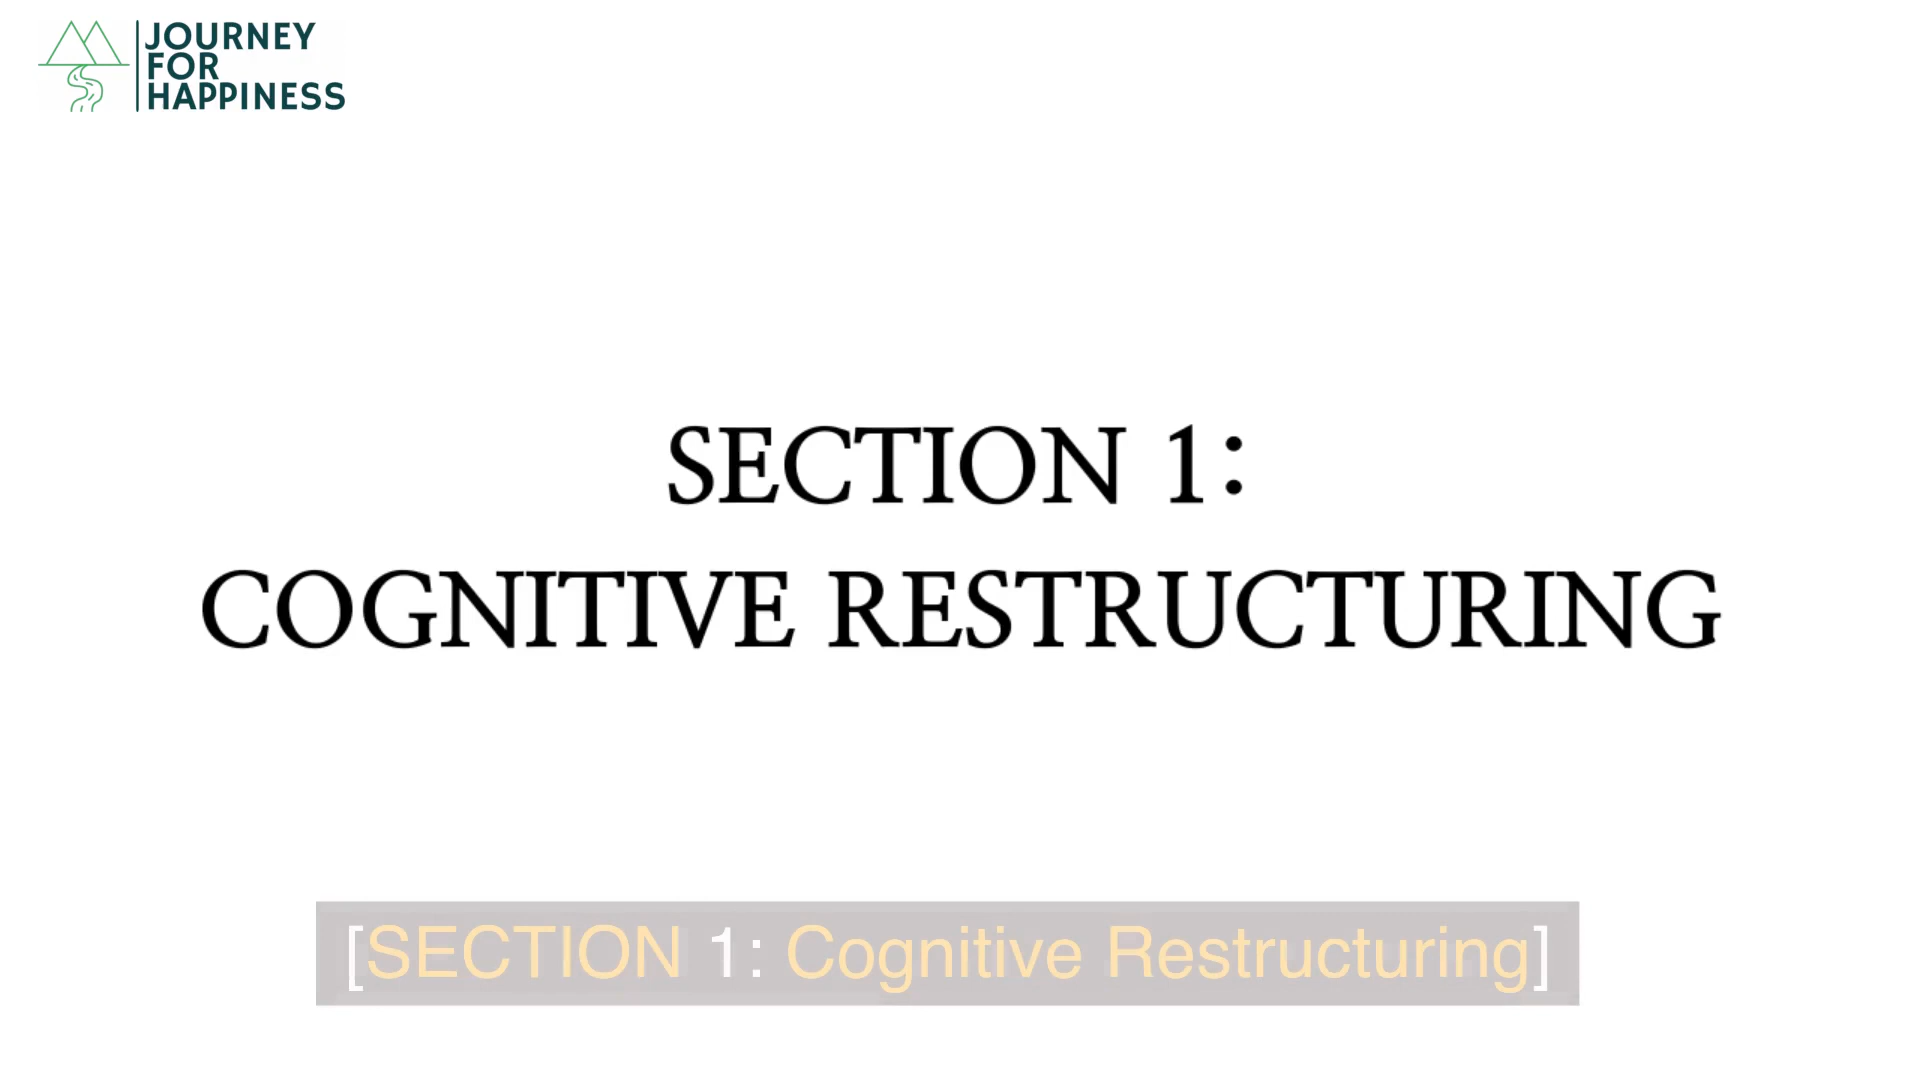 JOURNEY
FOR
HAPPINESS
SECTION 1:
COGNITIVE RESTRUCTURING
[SECTION 1: Cognitive Restructuring]